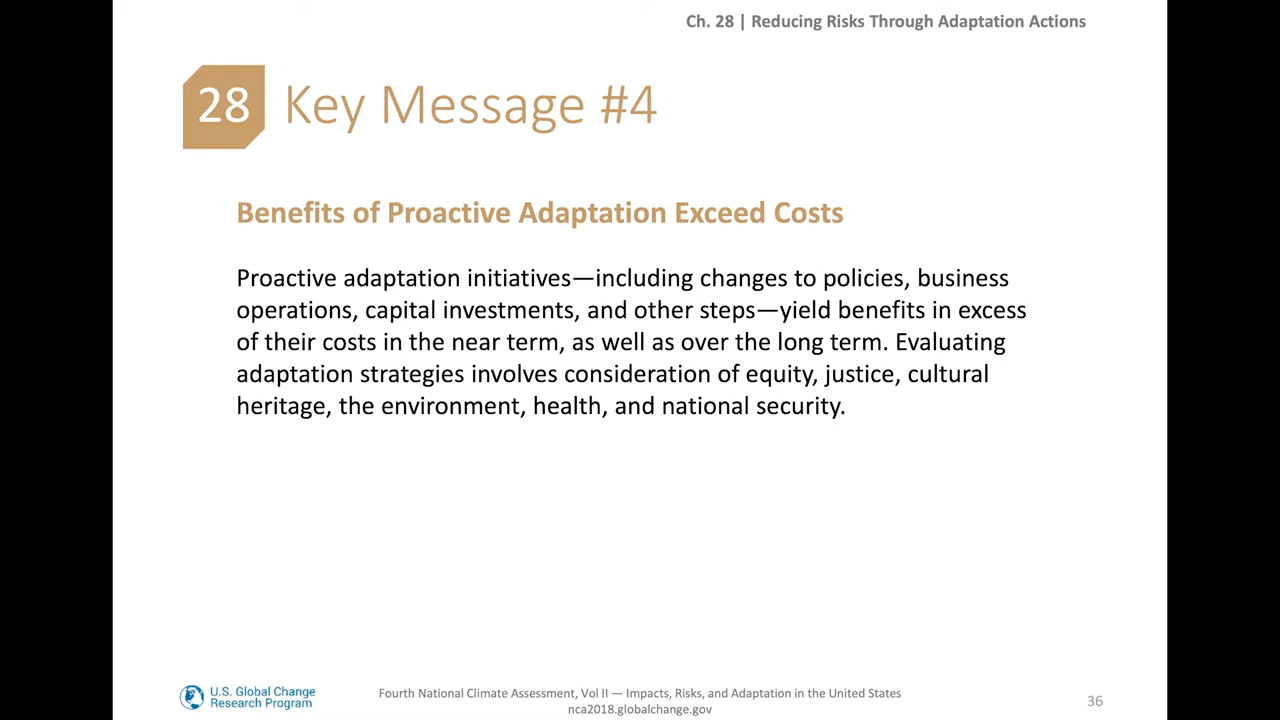 Ch. 28 | Reducing Risks Through Adaptation Actions
28 Key Message #4
Benefits of Proactive Adaptation Exceed Costs
Proactive adaptation initiatives—including changes to policies, business
operations, capital investments, and other steps—yield benefits in excess
of their costs in the near term, as well as over the long term. Evaluating
adaptation strategies involves consideration of equity, justice, cultural
heritage, the environment, health, and national security.
U.S. Global Change
Research Program
Fourth National Climate Assessment, Vol II — Impacts, Risks, and Adaptation in the United States
nca2018.globalchange.gov
36